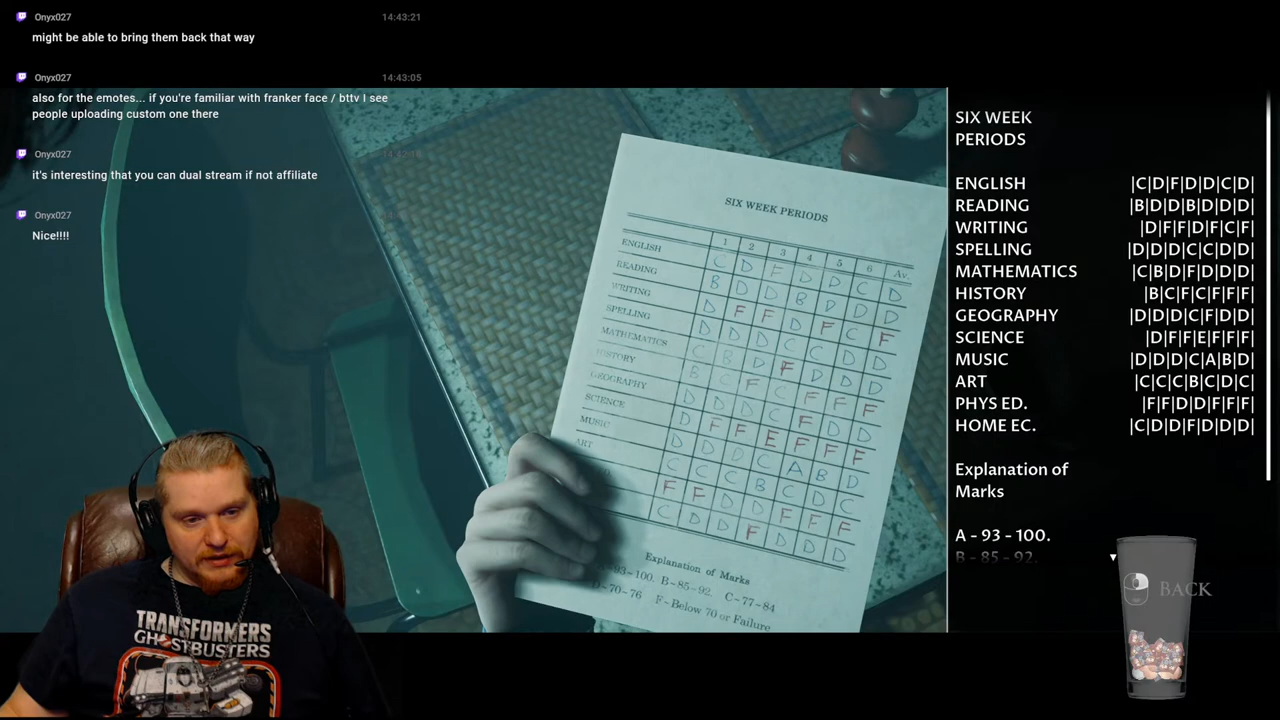 Onyx027 14:43:21
might be able to bring them back that way
Onyx027 14:43:05
also for the emotes... if you're familiar with franker face / bttv I see
people uploading custom one there
Onyx027
it's interesting that you can dual stream if not affiliate
Onyx027
Nice!!!!
SIX WEEK PERIODS
1 2 3 4 5 6 Av.
ENGLISH C D F D D C D
READING B D D B D D D
WRITING D F F D F C F
SPELLING D D D C C D D
MATHEMATICS C B D F D D D
HISTORY B C F C F F F
GEOGRAPHY D D D C F D D
SCIENCE D F F E F F F
MUSIC D D D C A B D
ART C C C B C D C
F F D D F F F
C D D F D D D
Explanation of Marks
93-100. B-85-92. C-77-84
D-70-76 F-Below 70 or Failure
SIX WEEK
PERIODS
ENGLISH |C|D|F|D|D|C|D|
READING |B|D|D|B|D|D|D|
WRITING |D|F|F|D|F|C|F|
SPELLING |D|D|D|C|C|D|D|
MATHEMATICS |C|B|D|F|D|D|D|
HISTORY |B|C|F|C|F|F|F|
GEOGRAPHY |D|D|D|C|F|D|D|
SCIENCE |D|F|F|E|F|F|F|
MUSIC |D|D|D|C|A|B|D|
ART |C|C|C|B|C|D|C|
PHYS ED. |F|F|D|D|F|F|F|
HOME EC. |C|D|D|F|D|D|D|
Explanation of
Marks
A - 93 - 100.
B - 85 - 92.
BACK
TRANSFORMERS
GHOSTBUSTERS